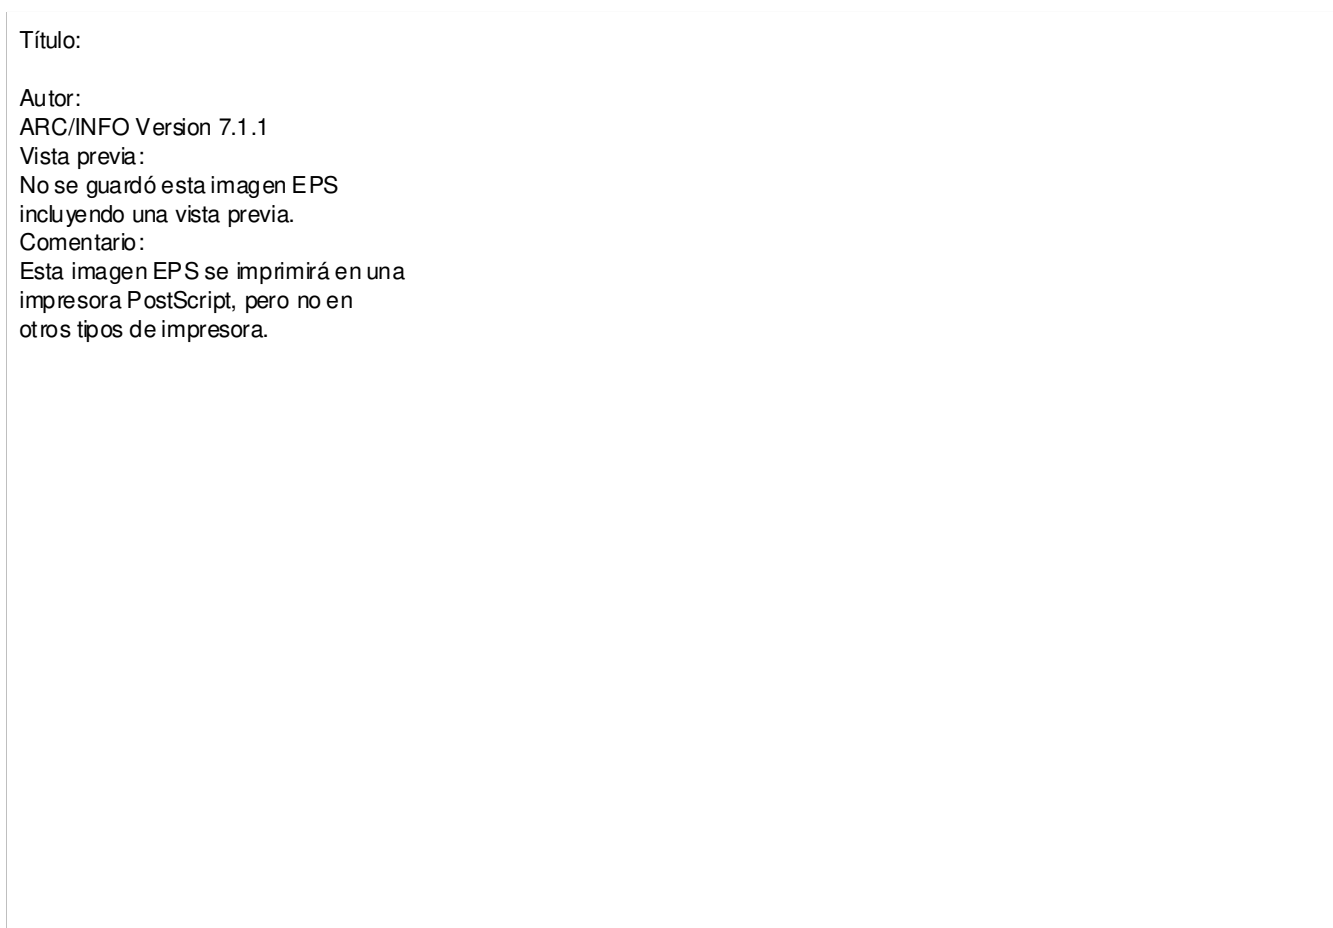 Título:
Autor:
ARC/INFO Version 7.1.1
Vista previa:
No se guardó esta imagen EPS
incluyendo una vista previa.
Comentario:
Esta imagen EPS se imprimirá en una
impresora PostScript, pero no en
otros tipos de impresora.